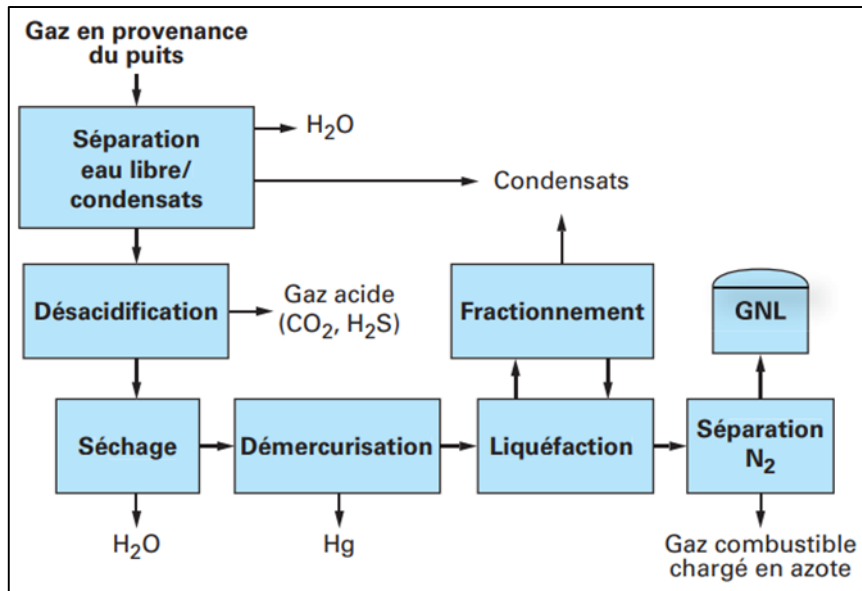 Gaz en provenance
du puits
Séparation
eau libre/
condensats
H₂O
Condensats
Désacidification
Gaz acide
(CO₂, H₂S)
Fractionnement
GNL
Séchage
Démercurisation
Liquéfaction
Séparation
N₂
H₂O
Hg
Gaz combustible
chargé en azote